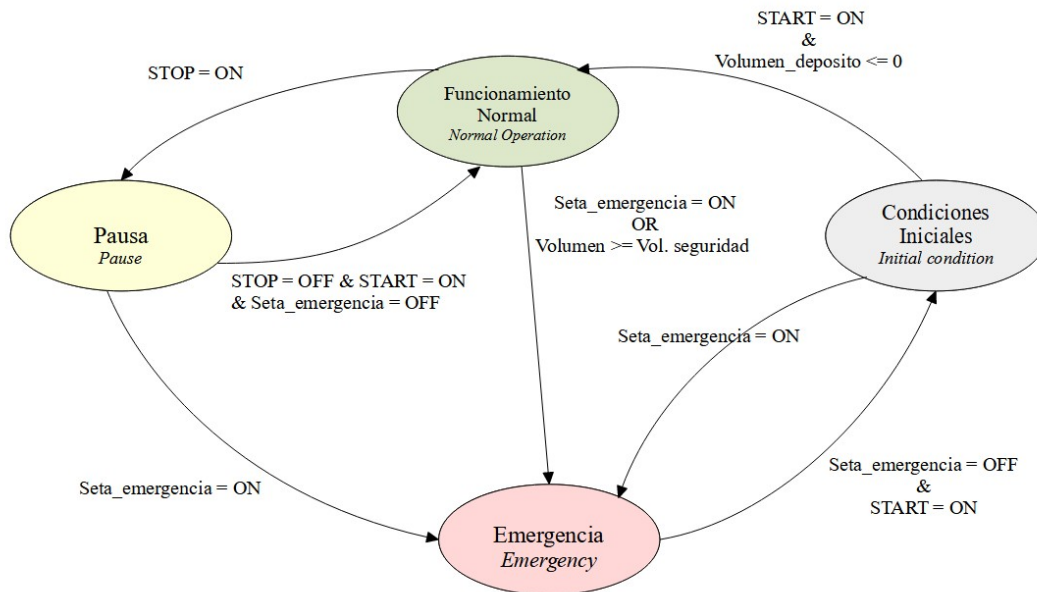 START = ON
&
Volumen_deposito <= 0
STOP = ON
Funcionamiento
Normal
Normal Operation
Seta_emergencia = ON
OR
Volumen >= Vol. seguridad
Condiciones
Iniciales
Initial condition
Pausa
Pause
STOP = OFF & START = ON
& Seta_emergencia = OFF
Seta_emergencia = ON
Seta_emergencia = ON
Seta_emergencia = OFF
&
START = ON
Emergencia
Emergency